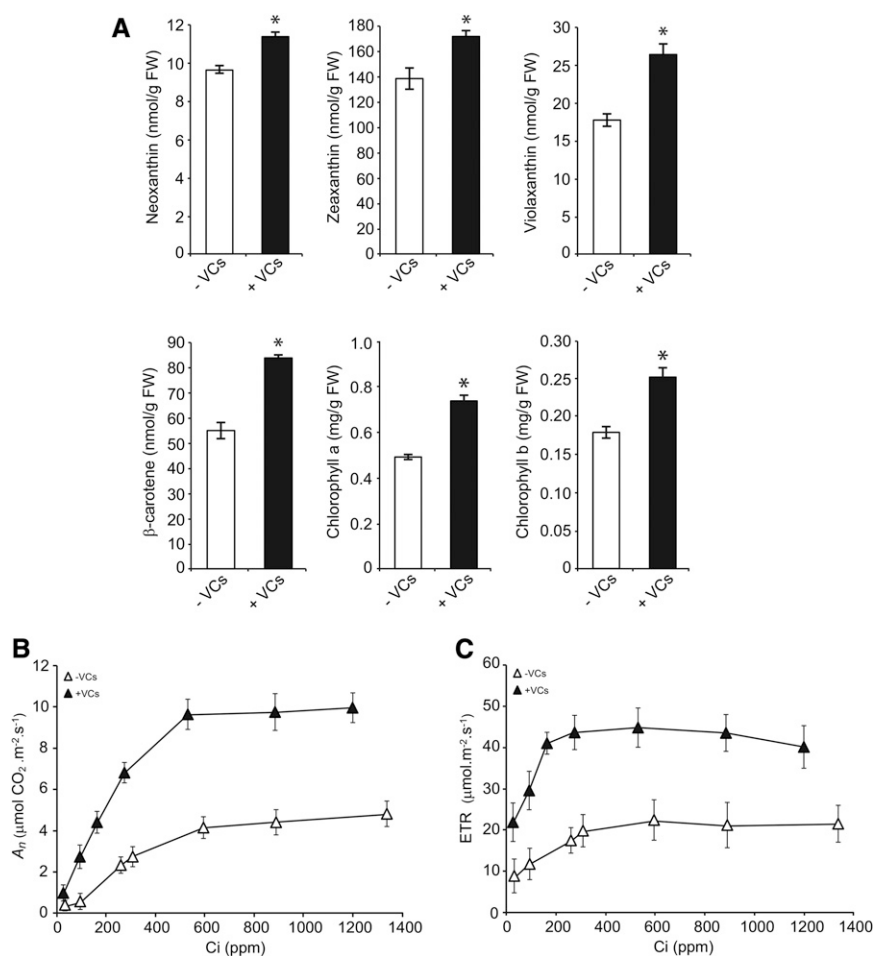 A
Neoxanthin (nmol/g FW)
12
10
8
6
4
2
0
*
- VCs
+ VCs
Zeaxanthin (nmol/g FW)
180
160
140
120
100
80
60
40
20
0
*
- VCs
+ VCs
Violaxanthin (nmol/g FW)
30
25
20
15
10
5
0
*
- VCs
+ VCs
β-carotene (nmol/g FW)
90
80
70
60
50
40
30
20
10
0
*
- VCs
+ VCs
Chlorophyll a (mg/g FW)
1.0
0.8
0.6
0.4
0.2
0
*
- VCs
+ VCs
Chlorophyll b (mg/g FW)
0.30
0.25
0.20
0.15
0.10
0.05
0.00
*
- VCs
+ VCs
B
An (μmol CO2 .m-2.s-1)
12
10
8
6
4
2
0
-VCs
+VCs
0 200 400 600 800 1000 1200 1400
Ci (ppm)
C
ETR (μmol.m-2.s-1)
60
50
40
30
20
10
0
-VCs
+VCs
0 200 400 600 800 1000 1200 1400
Ci (ppm)